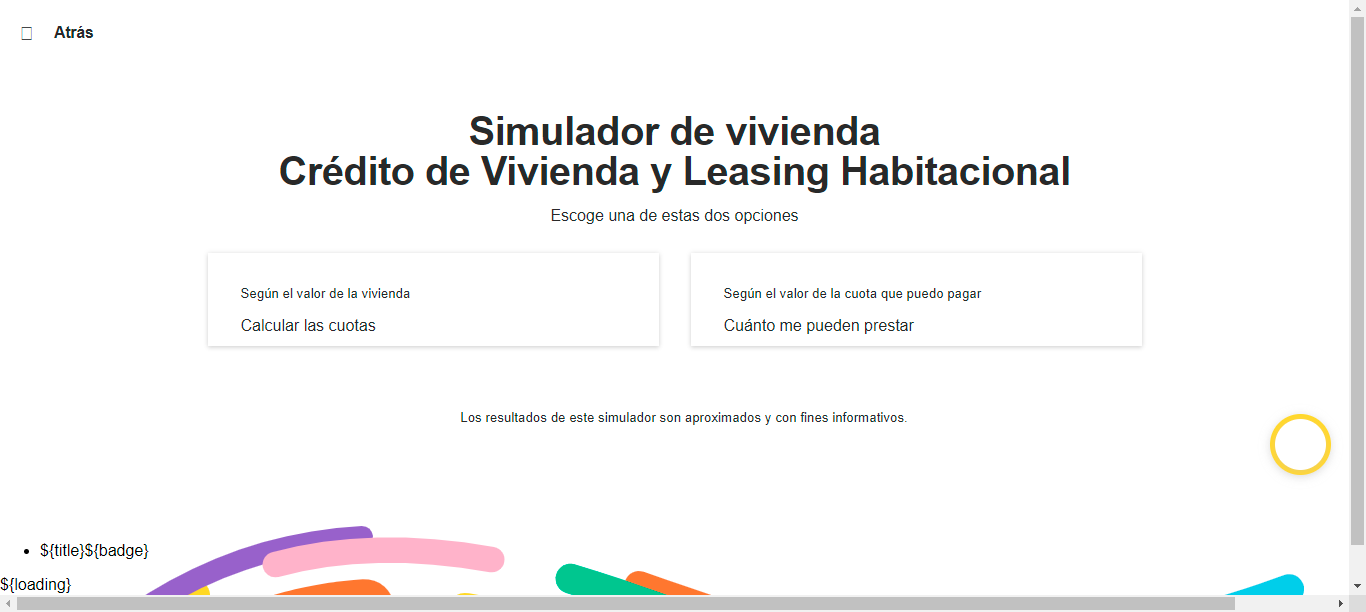 Atrás
Simulador de vivienda
Crédito de Vivienda y Leasing Habitacional
Escoge una de estas dos opciones
Según el valor de la vivienda
Calcular las cuotas
Según el valor de la cuota que puedo pagar
Cuánto me pueden prestar
Los resultados de este simulador son aproximados y con fines informativos.
${title}${badge}
${loading}